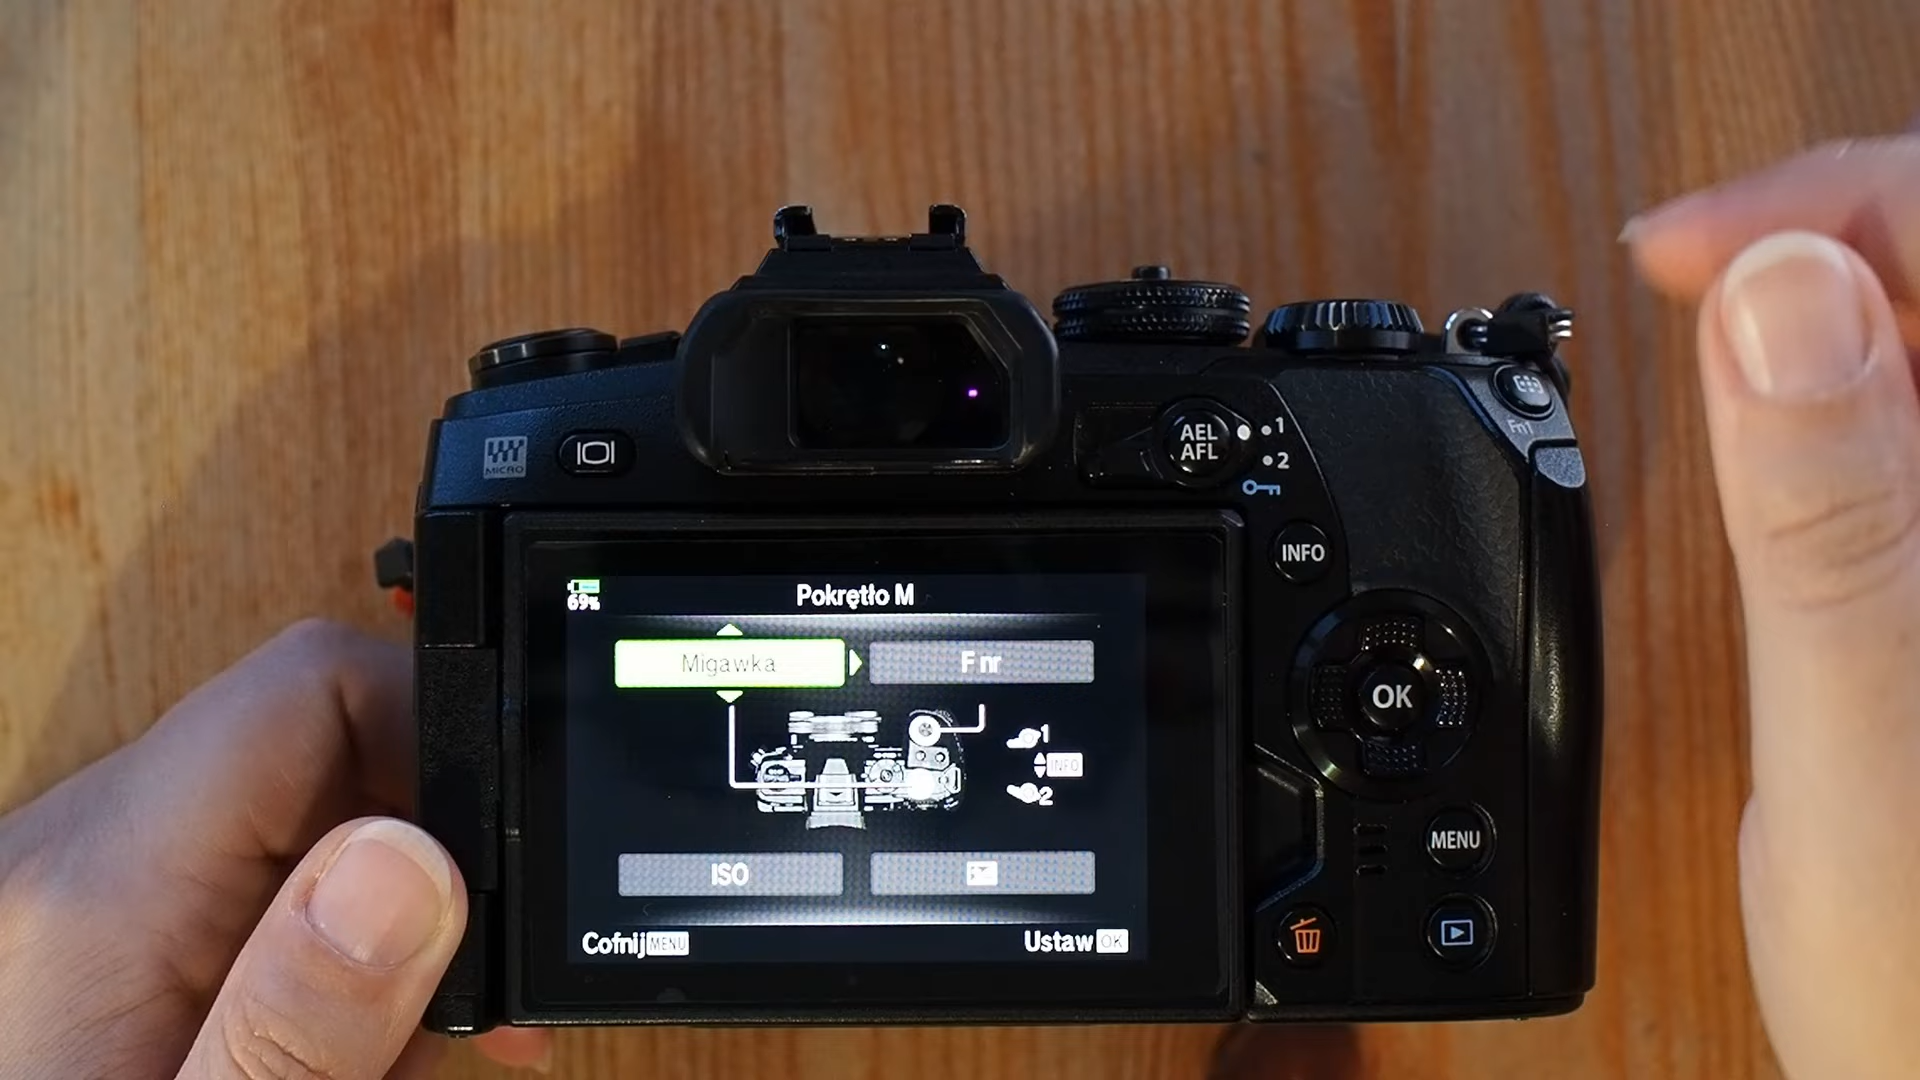 AEL
AFL
1
2
MICRO
Fn1
INFO
69%
Pokrętło M
Migawka
F nr
1
INFO
2
OK
MENU
ISO
Cofnij MENU
Ustaw OK